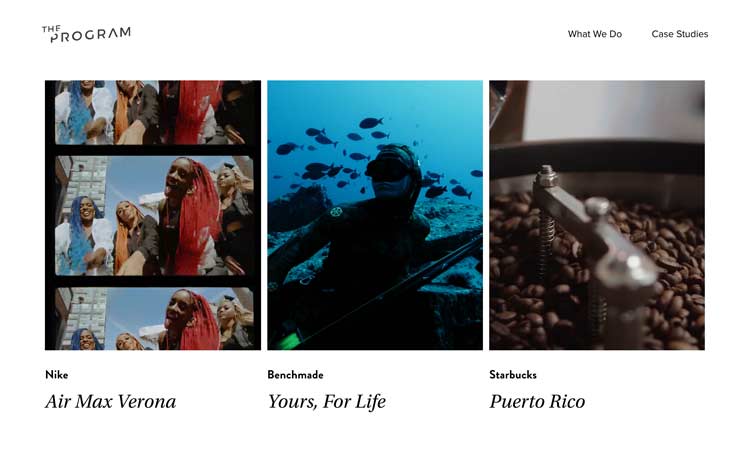 THE
PROGRAM
What We Do
Case Studies
Nike
Benchmade
Starbucks
Air Max Verona
Yours, For Life
Puerto Rico